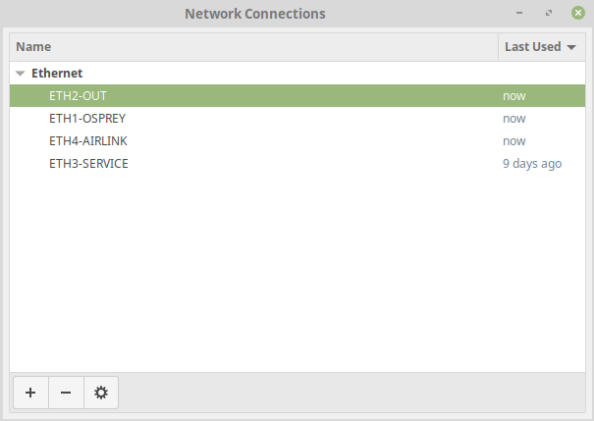 Network Connections
Name Last Used
Ethernet
ETH2-OUT now
ETH1-OSPREY now
ETH4-AIRLINK now
ETH3-SERVICE 9 days ago